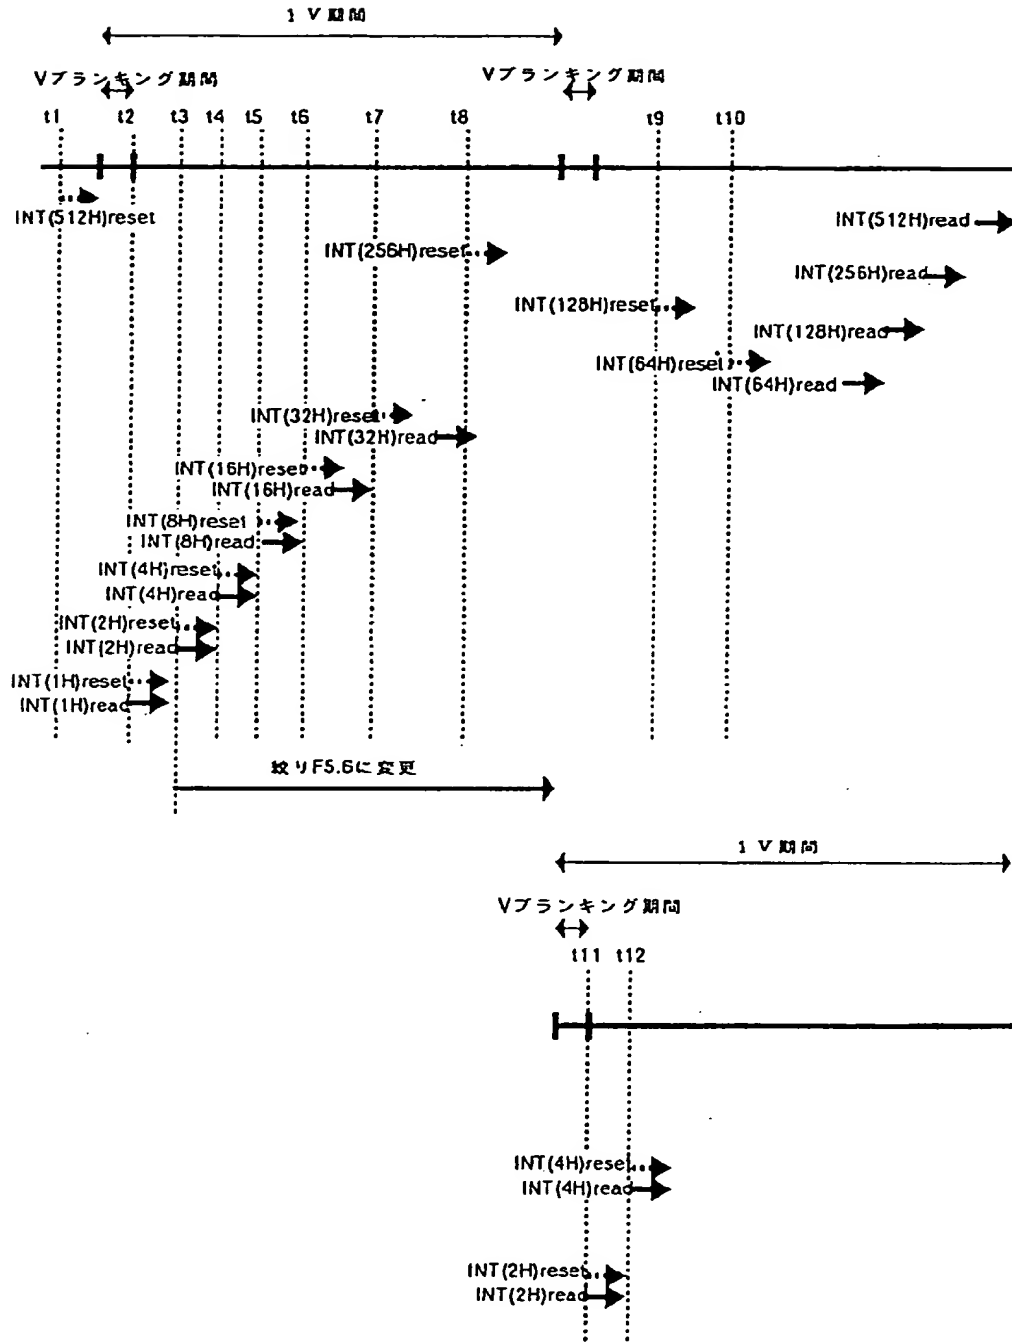 1 V期間
Vブランキング期間
Vブランキング期間
t1 t2 t3 t4 t5 t6 t7 t8 t9 t10
INT(512H)reset
INT(512H)read
INT(256H)reset
INT(256H)read
INT(128H)reset
INT(128H)read
INT(64H)reset
INT(64H)read
INT(32H)reset
INT(32H)read
INT(16H)reset
INT(16H)read
INT(8H)reset
INT(8H)read
INT(4H)reset
INT(4H)read
INT(2H)reset
INT(2H)read
INT(1H)reset
INT(1H)read
絞りF5.6に変更
1 V期間
Vブランキング期間
t11 t12
INT(4H)reset
INT(4H)read
INT(2H)reset
INT(2H)read